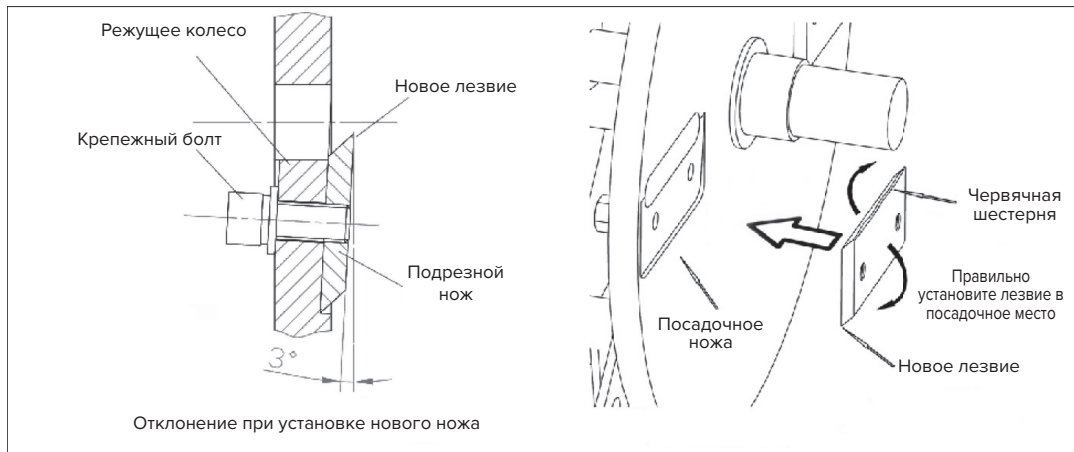 Режущее колесо
Новое лезвие
Крепежный болт
Подрезной
нож
3°
Отклонение при установке нового ножа
Червячная
шестерня
Правильно
установите лезвие в
посадочное место
Посадочное
ножа
Новое лезвие